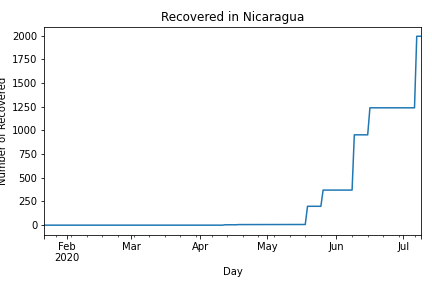 Recovered in Nicaragua
Number of Recovered
2000
1750
1500
1250
1000
750
500
250
0
Feb
2020
Mar
Apr
May
Jun
Jul
Day